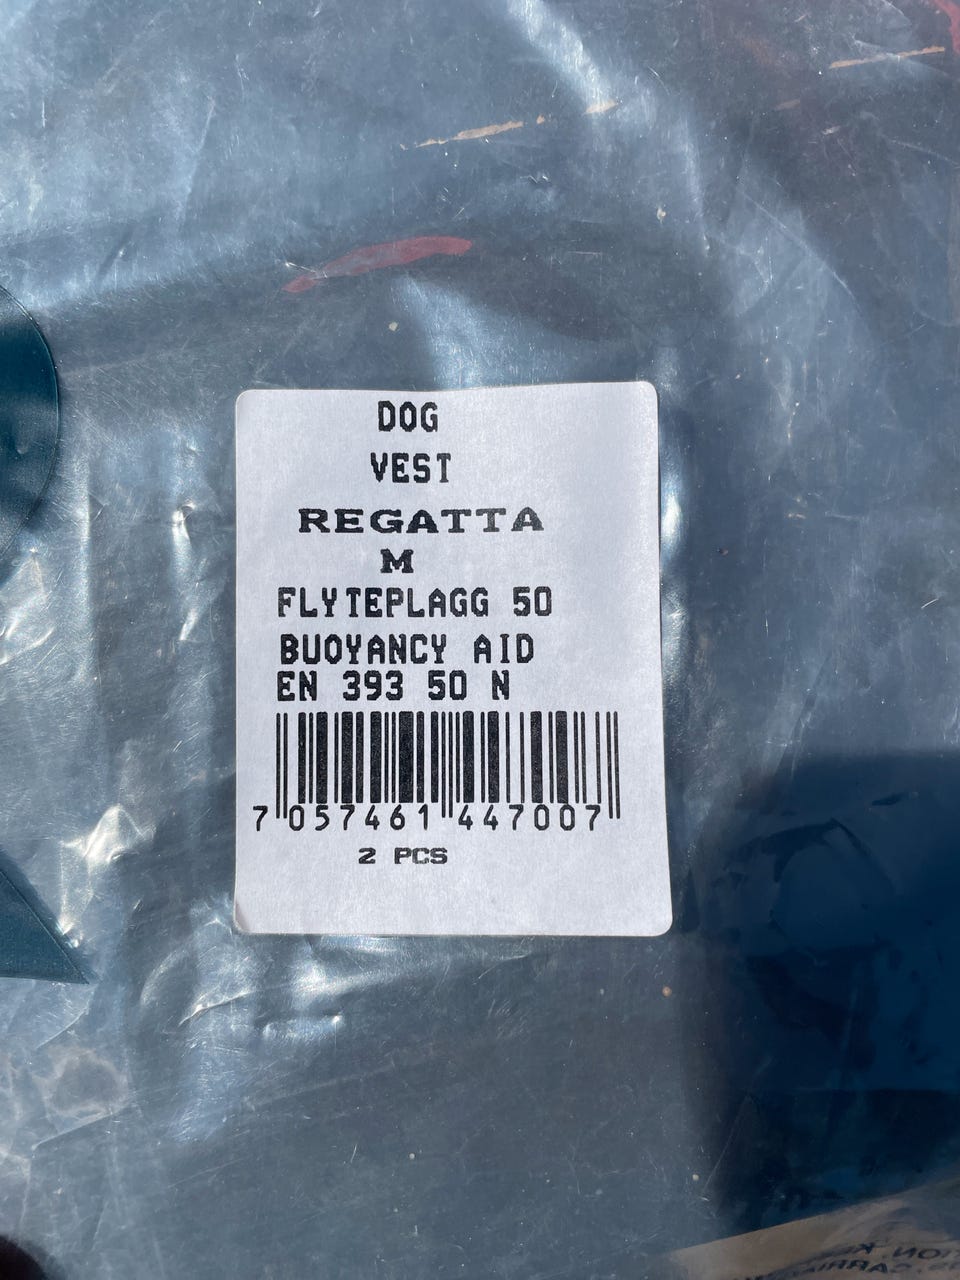 DOG
VEST
REGATTA
M
FLYTEPLAGG 50
BUOYANCY AID
EN 393 50 N
7 057461 447007
2 PCS